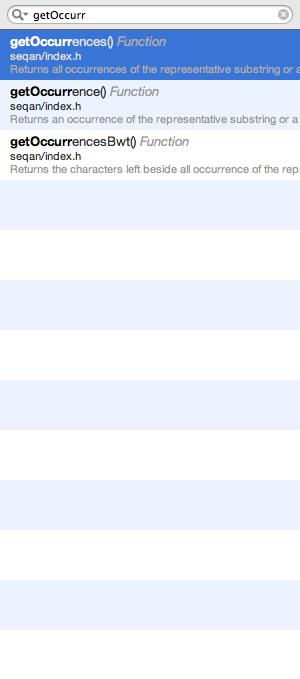 getOccurr
getOccurrences() Function
seqan/index.h
Returns all occurrences of the representative substring or a
getOccurrence() Function
seqan/index.h
Returns an occurrence of the representative substring or a
getOccurrencesBwt() Function
seqan/index.h
Returns the characters left beside all occurrence of the rep